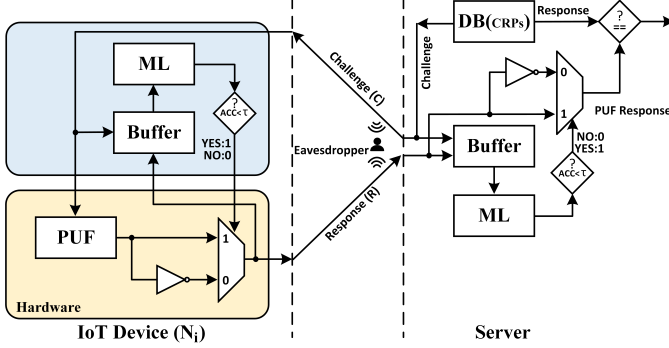 ML
?
ACC<τ
Buffer
YES:1
NO:0
PUF
1
0
Hardware
IoT Device (Nᵢ)
Challenge (C)
Eavesdropper
Response (R)
DB(CRPs)
Response
?
==
Challenge
0
1
PUF Response
Buffer
NO:0
YES:1
?
ACC<τ
ML
Server